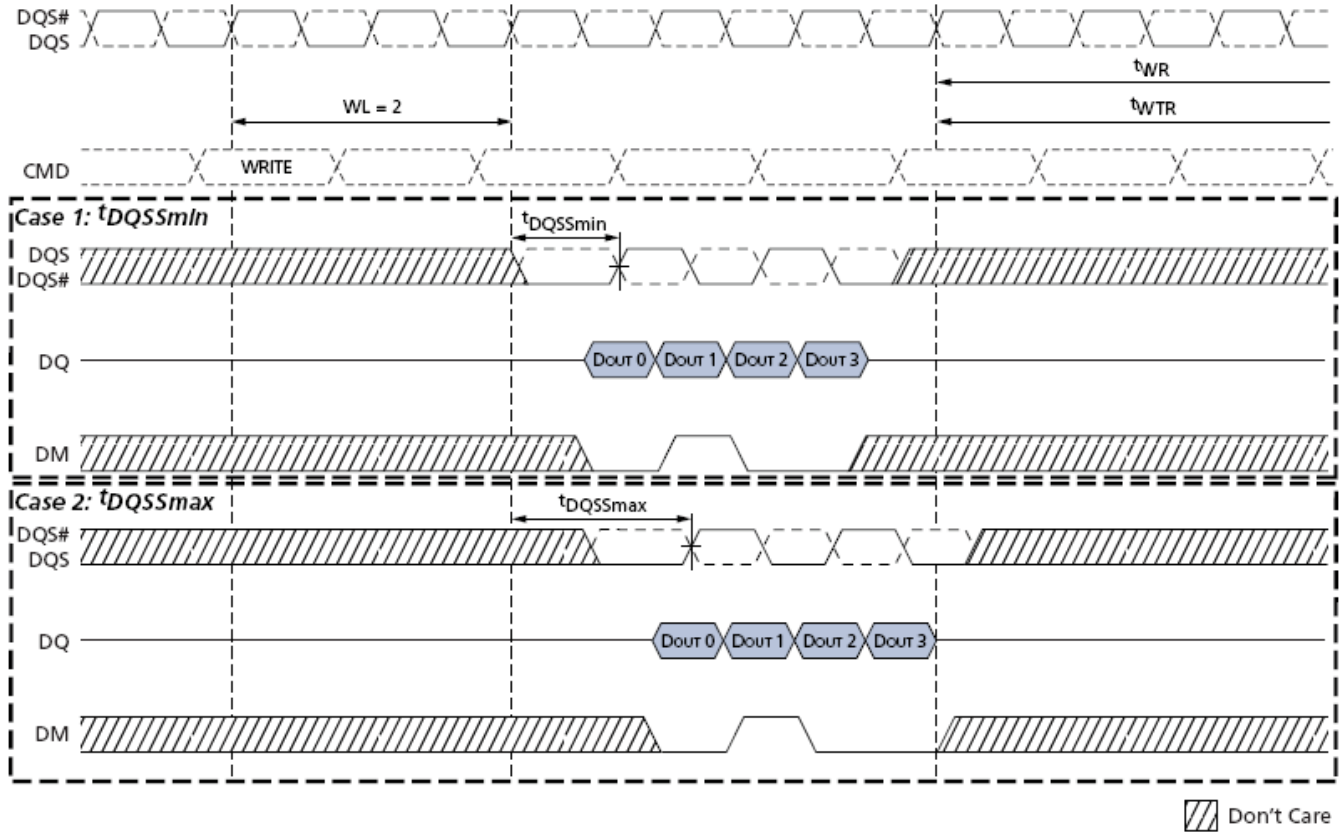 DQS#
DQS
tWR
WL = 2
tWTR
CMD
WRITE
Case 1: tDQSSmin
tDQSSmin
DQS
DQS#
DQ
DOUT 0 DOUT 1 DOUT 2 DOUT 3
DM
Case 2: tDQSSmax
tDQSSmax
DQS#
DQS
DQ
DOUT 0 DOUT 1 DOUT 2 DOUT 3
DM
Don't Care